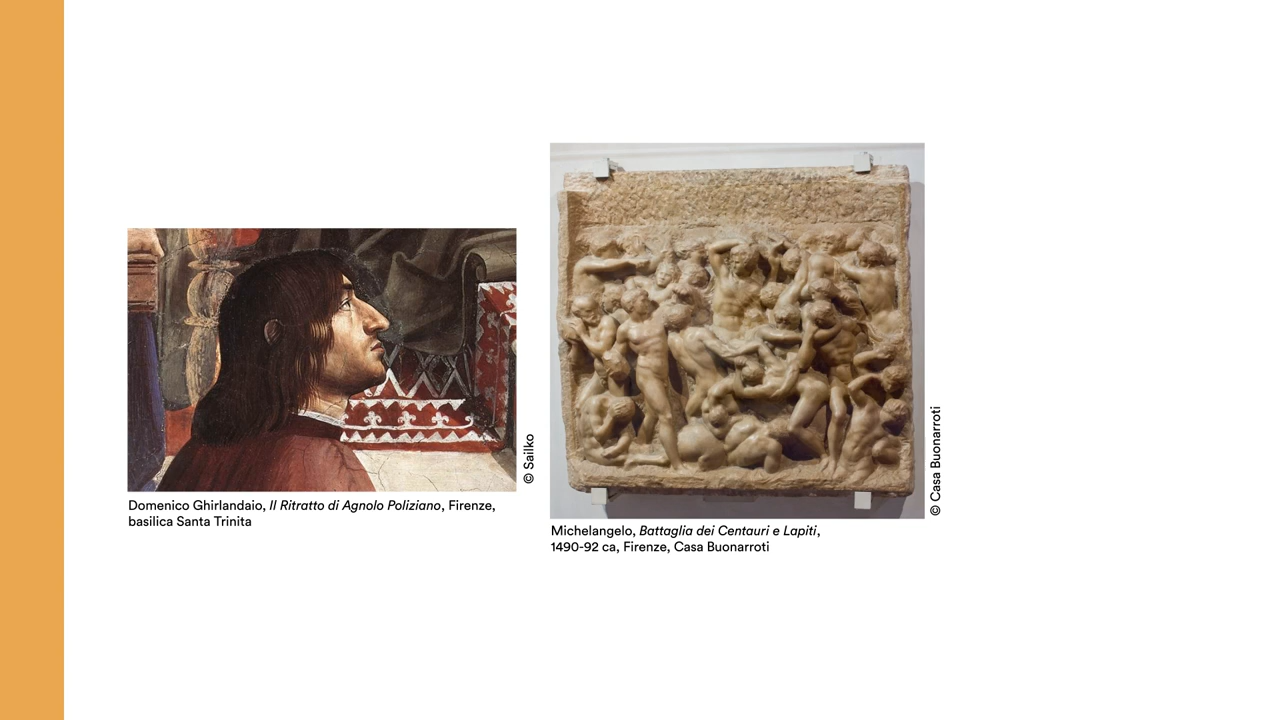 © Sailko
Domenico Ghirlandaio, Il Ritratto di Agnolo Poliziano, Firenze,
basilica Santa Trinita
© Casa Buonarroti
Michelangelo, Battaglia dei Centauri e Lapiti,
1490-92 ca, Firenze, Casa Buonarroti